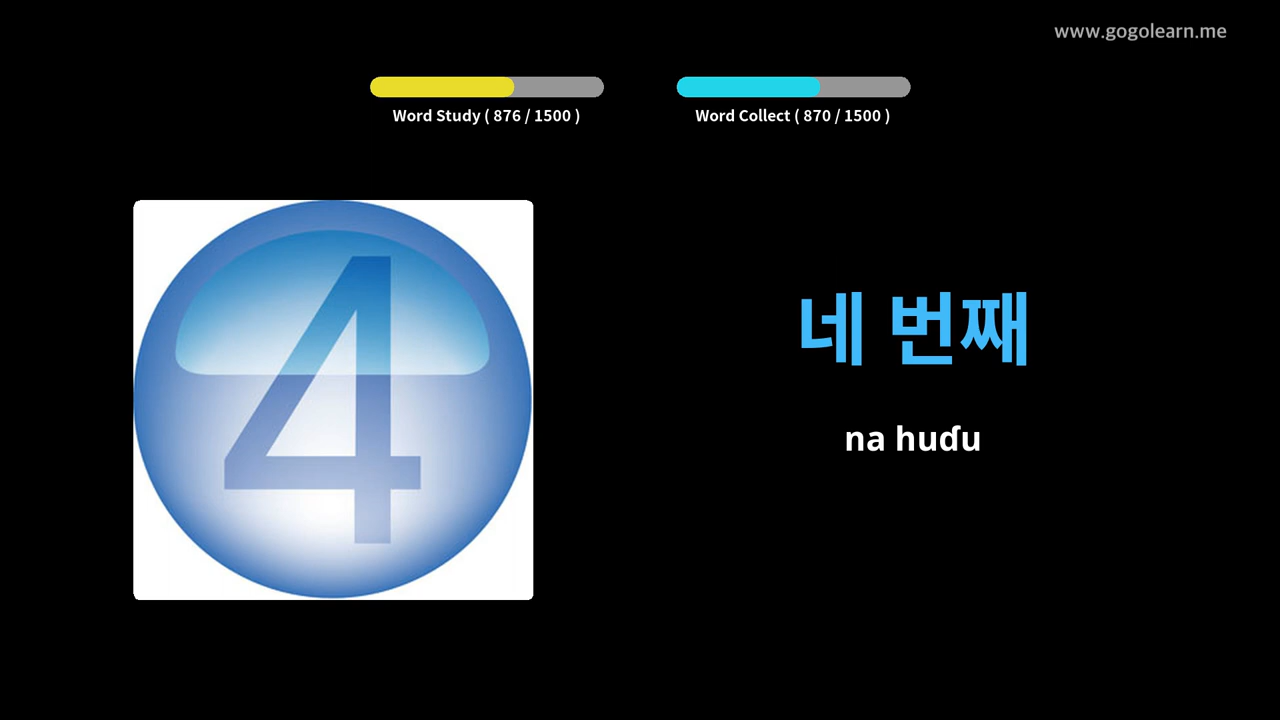 www.gogolearn.me
Word Study ( 876 / 1500 )
Word Collect ( 870 / 1500 )
4
네 번째
na huɗu